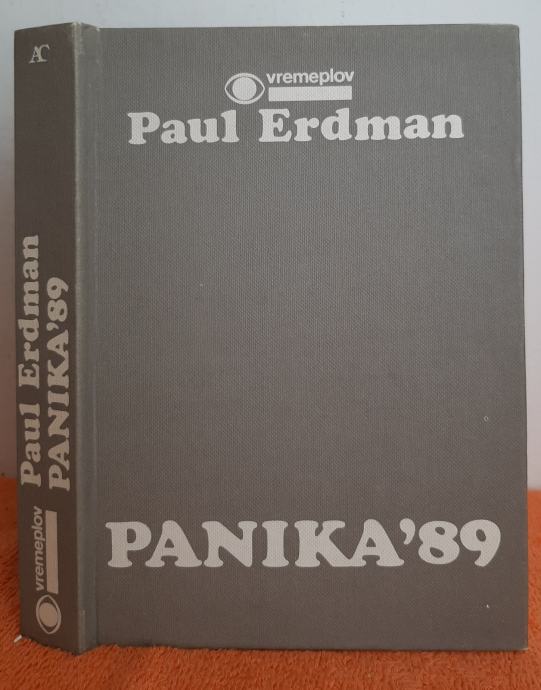 vremeplov
Paul Erdman
PANIKA'89
AC
Paul Erdman
PANIKA'89
vremeplov